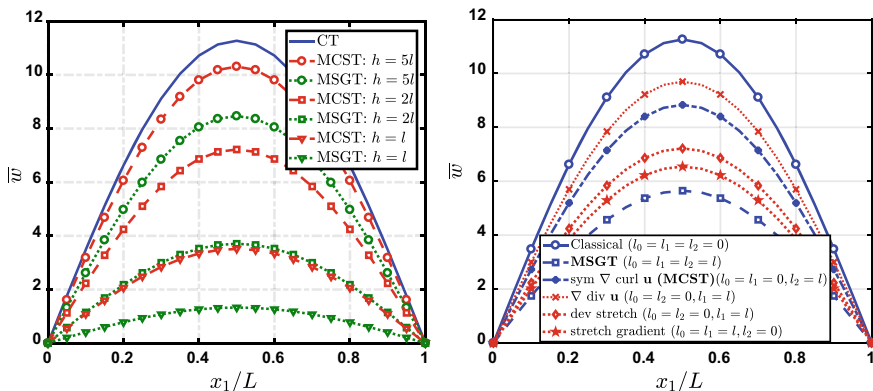 12
10
8
6
4
2
0
w̅
0.2
0.4
0.6
0.8
1
x₁/L
CT
MCST: h = 5l
MSGT: h = 5l
MCST: h = 2l
MSGT: h = 2l
MCST: h = l
MSGT: h = l
12
10
8
6
4
2
0
w̅
0.2
0.4
0.6
0.8
1
x₁/L
Classical (l₀ = l₁ = l₂ = 0)
MSGT (l₀ = l₁ = l₂ = l)
sym ∇ curl u (MCST)(l₀ = l₁ = 0, l₂ = l)
∇ div u (l₀ = l₂ = 0, l₁ = l)
dev stretch (l₀ = l₂ = 0, l₁ = l)
stretch gradient (l₀ = l₁ = l, l₂ = 0)